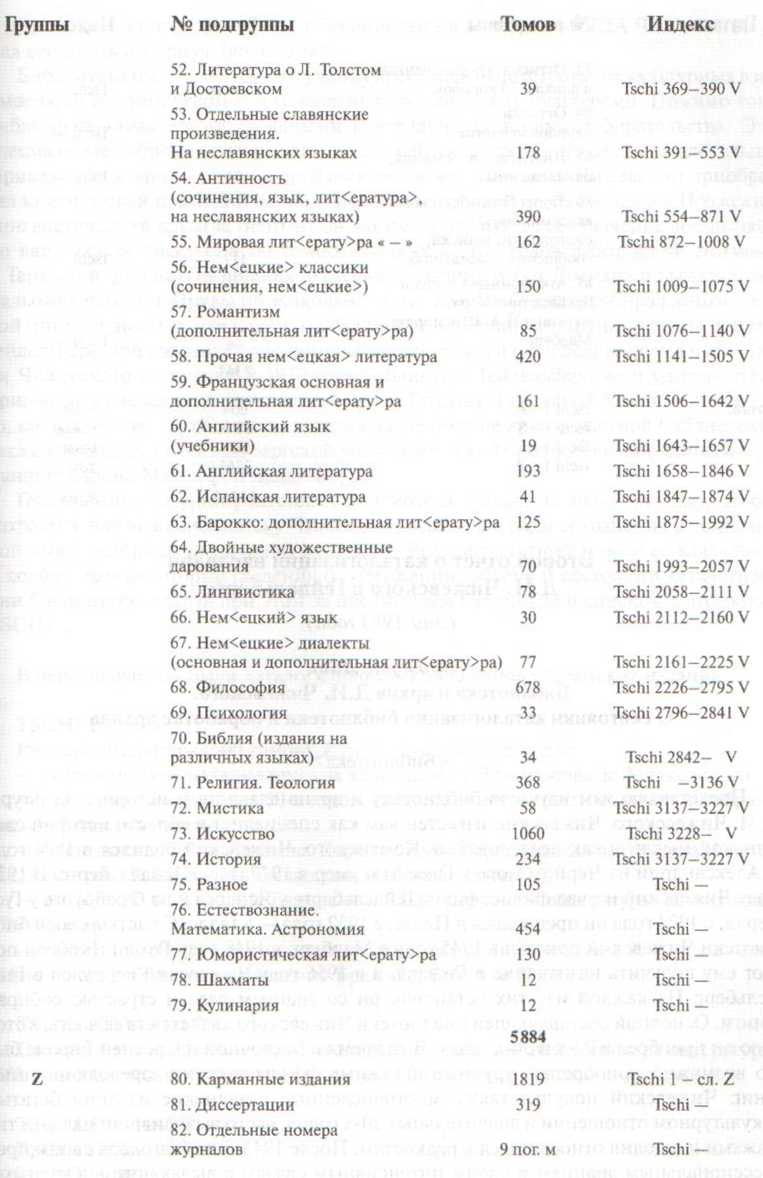 Группы № подгруппы Томов Индекс
52. Литература о Л. Толстом
и Достоевском 39 Tschi 369–390 V
53. Отдельные славянские
произведения.
На неславянских языках 178 Tschi 391–553 V
54. Античность
(сочинения, язык, лит<ература>,
на неславянских языках) 390 Tschi 554–871 V
55. Мировая лит<ерату>ра « – » 162 Tschi 872–1008 V
56. Нем<ецкие> классики
(сочинения, нем<ецкие>) 150 Tschi 1009–1075 V
57. Романтизм
(дополнительная лит<ерату>ра) 85 Tschi 1076–1140 V
58. Прочая нем<ецкая> литература 420 Tschi 1141–1505 V
59. Французская основная и
дополнительная лит<ерату>ра 161 Tschi 1506–1642 V
60. Английский язык
(учебники) 19 Tschi 1643–1657 V
61. Английская литература 193 Tschi 1658–1846 V
62. Испанская литература 41 Tschi 1847–1874 V
63. Барокко: дополнительная лит<ерату>ра 125 Tschi 1875–1992 V
64. Двойные художественные
дарования 70 Tschi 1993–2057 V
65. Лингвистика 78 Tschi 2058–2111 V
66. Нем<ецкий> язык 30 Tschi 2112–2160 V
67. Нем<ецкие> диалекты
(основная и дополнительная лит<ерату>ра) 77 Tschi 2161–2225 V
68. Философия 678 Tschi 2226–2795 V
69. Психология 33 Tschi 2796–2841 V
70. Библия (издания на
различных языках) 34 Tschi 2842– V
71. Религия. Теология 368 Tschi –3136 V
72. Мистика 58 Tschi 3137–3227 V
73. Искусство 1060 Tschi 3228– V
74. История 234 Tschi 3137–3227 V
75. Разное 105 Tschi –
76. Естествознание.
Математика. Астрономия 454 Tschi –
77. Юмористическая лит<ерату>ра 130 Tschi –
78. Шахматы 12 Tschi –
79. Кулинария 12 Tschi –
5884
Z 80. Карманные издания 1819 Tschi 1 – сл. Z
81. Диссертации 319 Tschi –
82. Отдельные номера
журналов 9 пог. м Tschi –